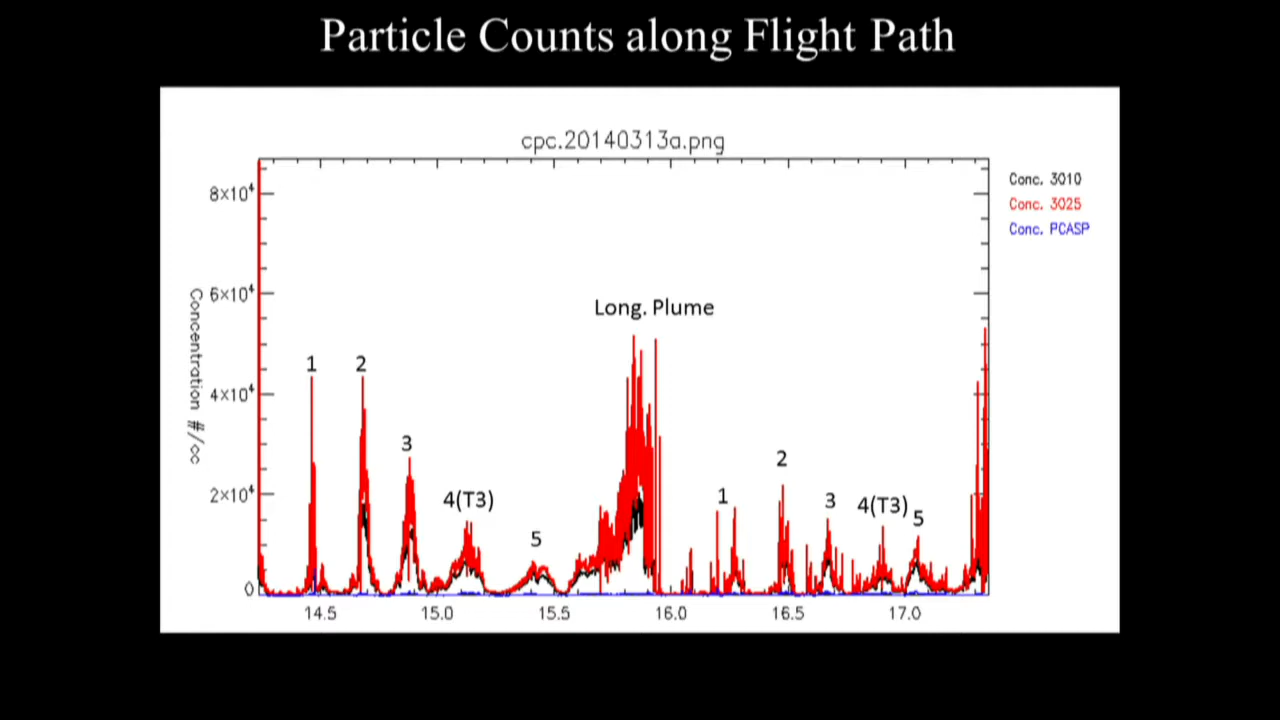 Particle Counts along Flight Path
cpc.20140313a.png
Conc. 3010
Conc. 3025
Conc. PCASP
Concentration #/cc
8×10⁴
6×10⁴
4×10⁴
2×10⁴
0
Long. Plume
1
2
3
4(T3)
5
1
2
3
4(T3)
5
14.5 15.0 15.5 16.0 16.5 17.0